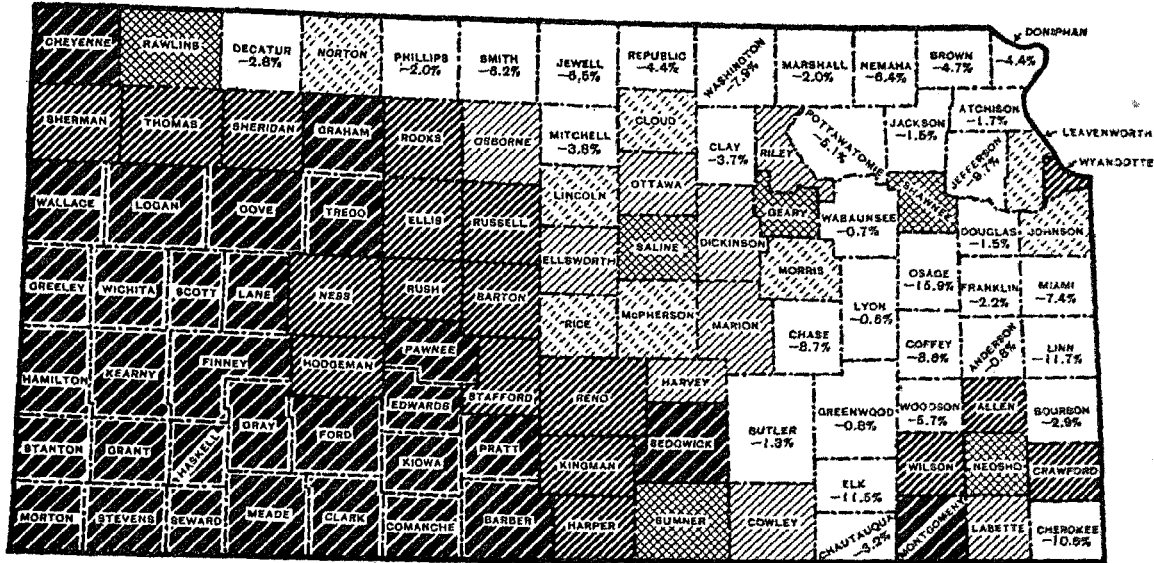 DONIPHAN
CHEYENNE
RAWLINS
DECATUR
-2.8%
NORTON
PHILLIPS
-2.0%
SMITH
-6.2%
JEWELL
-6.5%
REPUBLIC
-4.4%
WASHINGTON
-7.9%
MARSHALL
-2.0%
NEMAHA
-6.4%
BROWN
-4.7%
-4.4%
SHERMAN
THOMAS
SHERIDAN
GRAHAM
ROOKS
OSBORNE
MITCHELL
-3.8%
CLOUD
CLAY
-3.7%
RILEY
POTTAWATOMIE
-5.1%
JACKSON
-1.5%
ATCHISON
-1.7%
JEFFERSON
-9.7%
LEAVENWORTH
WYANDOTTE
WALLACE
LOGAN
GOVE
TREGO
ELLIS
RUSSELL
LINCOLN
OTTAWA
SALINE
DICKINSON
GEARY
WABAUNSEE
-0.7%
SHAWNEE
DOUGLAS
-1.5%
JOHNSON
GREELEY
WICHITA
SCOTT
LANE
NESS
RUSH
BARTON
ELLSWORTH
RICE
McPHERSON
MARION
MORRIS
CHASE
-8.7%
LYON
-0.6%
OSAGE
-15.9%
FRANKLIN
-2.2%
MIAMI
-7.4%
HAMILTON
KEARNY
FINNEY
HODGEMAN
PAWNEE
STAFFORD
RENO
HARVEY
COFFEY
-8.8%
ANDERSON
-0.8%
LINN
-11.7%
STANTON
GRANT
HASKELL
GRAY
FORD
EDWARDS
KIOWA
PRATT
KINGMAN
SEDGWICK
BUTLER
-1.3%
GREENWOOD
-0.8%
WOODSON
-5.7%
ALLEN
BOURBON
-2.9%
MORTON
STEVENS
SEWARD
MEADE
CLARK
COMANCHE
BARBER
HARPER
SUMNER
COWLEY
ELK
-11.5%
CHAUTAUQUA
-3.2%
WILSON
MONTGOMERY
NEOSHO
LABETTE
CRAWFORD
CHEROKEE
-10.6%